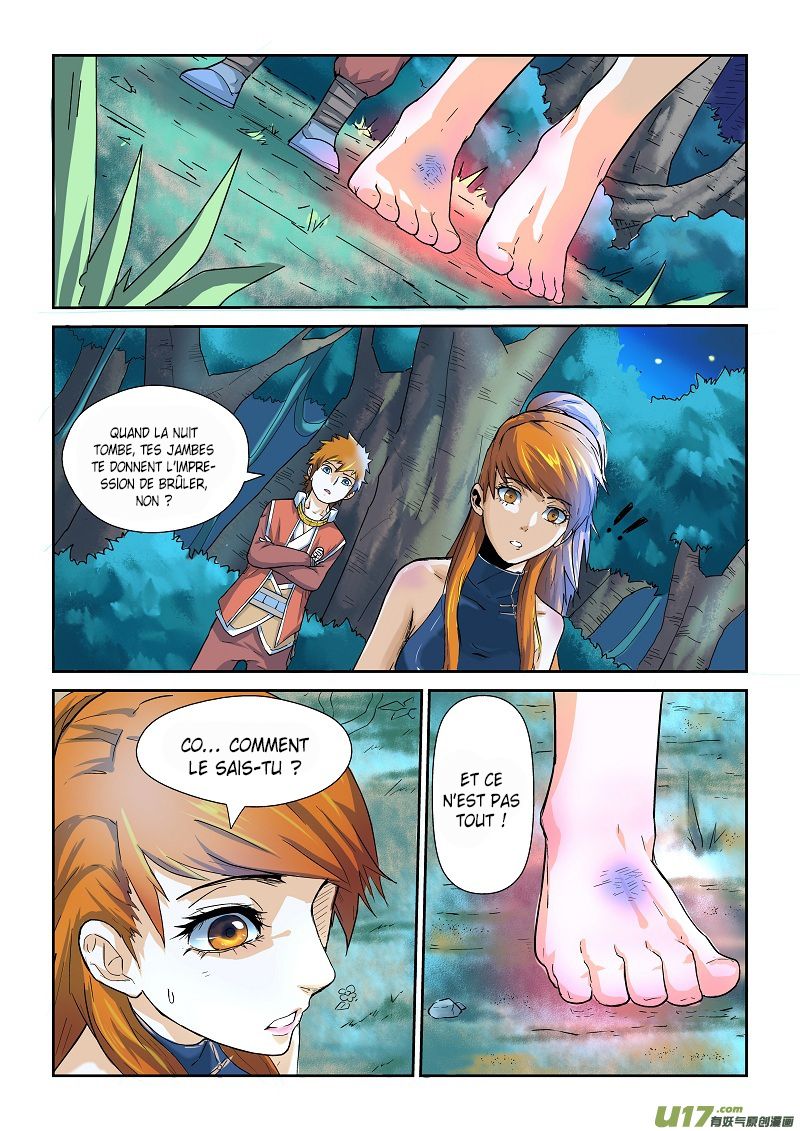 QUAND LA NUIT
TOMBE, TES JAMBES
TE DONNENT L'IMPRE-
SSION DE BRÛLER,
NON ?
!!
CO... COMMENT
LE SAIS-TU ?
ET CE
N'EST PAS
TOUT !
U17.com
有妖气原创漫画